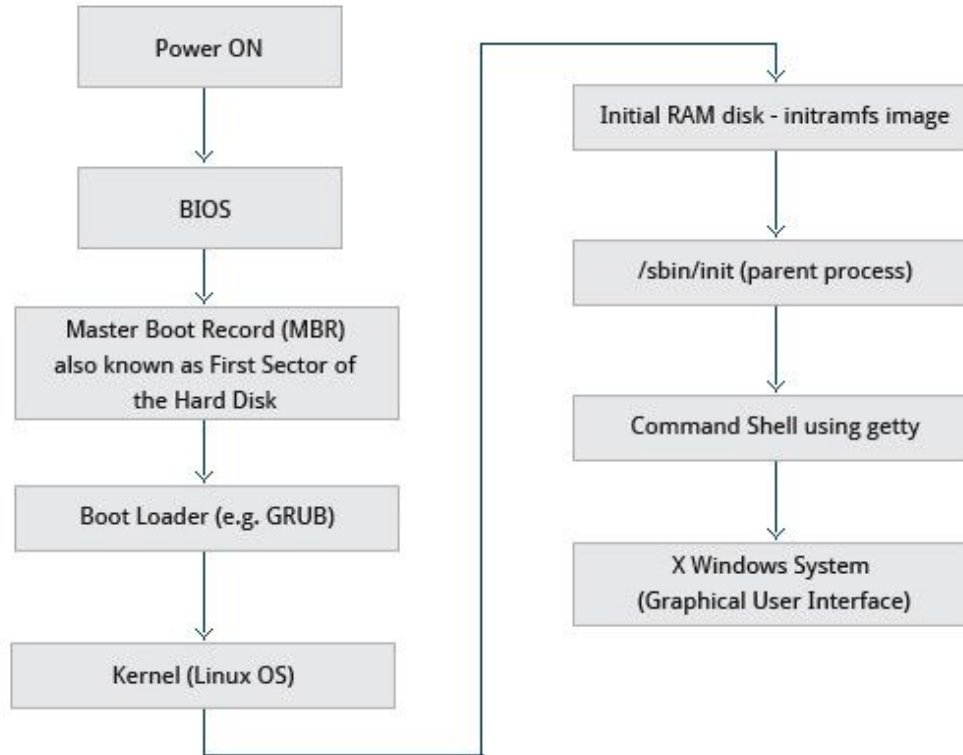 Power ON
BIOS
Master Boot Record (MBR)
also known as First Sector of
the Hard Disk
Boot Loader (e.g. GRUB)
Kernel (Linux OS)
Initial RAM disk - initramfs image
/sbin/init (parent process)
Command Shell using getty
X Windows System
(Graphical User Interface)